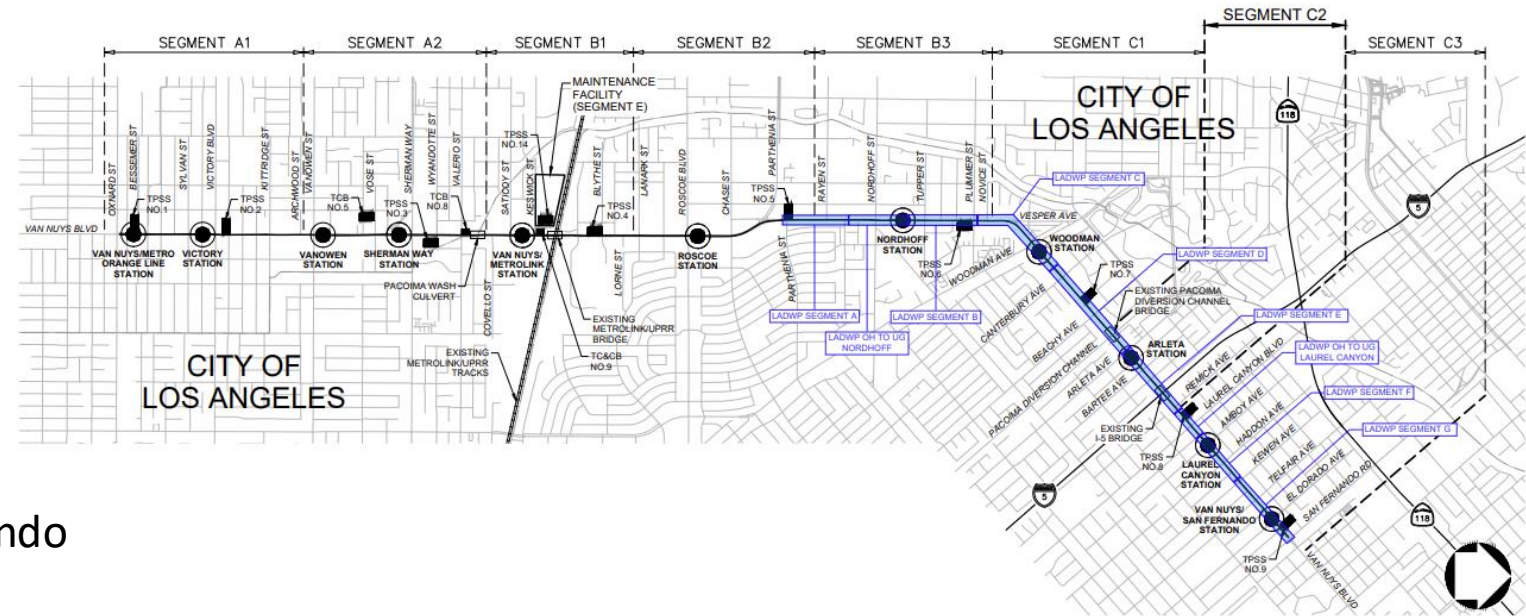 SEGMENT A1
SEGMENT A2
SEGMENT B1
SEGMENT B2
SEGMENT B3
SEGMENT C1
SEGMENT C2
SEGMENT C3
MAINTENANCE
FACILITY
(SEGMENT E)
CITY OF
LOS ANGELES
118
5
OXNARD ST
BESSEMER ST
SYLVAN ST
VICTORY BLVD
KITTRIDGE ST
ARCHWOOD ST
VANOWEN ST
VOSE ST
SHERMAN WAY
WYANDOTTE ST
VALERIO ST
SATICOY ST
KESWICK ST
BLYTHE ST
LANARK ST
ROSCOE BLVD
CHASE ST
PARTHENIA ST
RAYEN ST
NORDHOFF ST
TUPPER ST
PLUMMER ST
NOVICE ST
TPSS
NO.1
TPSS
NO.2
TCB
NO.5
TPSS
NO.3
TCB
NO.8
TPSS
NO.14
TPSS
NO.4
TPSS
NO.5
LADWP SEGMENT C
VAN NUYS BLVD
VESPER AVE
VAN NUYS/METRO
ORANGE LINE
STATION
VICTORY
STATION
VANOWEN
STATION
SHERMAN WAY
STATION
VAN NUYS/
METROLINK
STATION
ROSCOE
STATION
NORDHOFF
STATION
WOODMAN
STATION
PACOIMA WASH
CULVERT
COVELLO ST
LORNE ST
PARTHENIA ST
TPSS
NO.6
WOODMAN AVE
TPSS
NO.7
LADWP SEGMENT D
EXISTING PACOIMA
DIVERSION CHANNEL
BRIDGE
EXISTING
METROLINK/UPRR
BRIDGE
TC&CB
NO.9
EXISTING
METROLINK/UPRR
TRACKS
LADWP SEGMENT A
LADWP OH TO UG
NORDHOFF
LADWP SEGMENT B
CANTERBURY AVE
BEACHY AVE
PACOIMA DIVERSION CHANNEL
ARLETA AVE
BARTEE AVE
ARLETA
STATION
LADWP SEGMENT E
LADWP OH TO UG
LAUREL CANYON
REMICK AVE
LAUREL CANYON BLVD
AMBOY AVE
HADDON AVE
KEWEN AVE
TELFAIR AVE
EL DORADO AVE
SAN FERNANDO RD
LADWP SEGMENT F
LADWP SEGMENT G
CITY OF
LOS ANGELES
EXISTING
I-5 BRIDGE
TPSS
NO.8
LAUREL
CANYON
STATION
VAN NUYS/
SAN FERNANDO
STATION
TPSS
NO.9
VAN NUYS BLVD
5
118
ndo